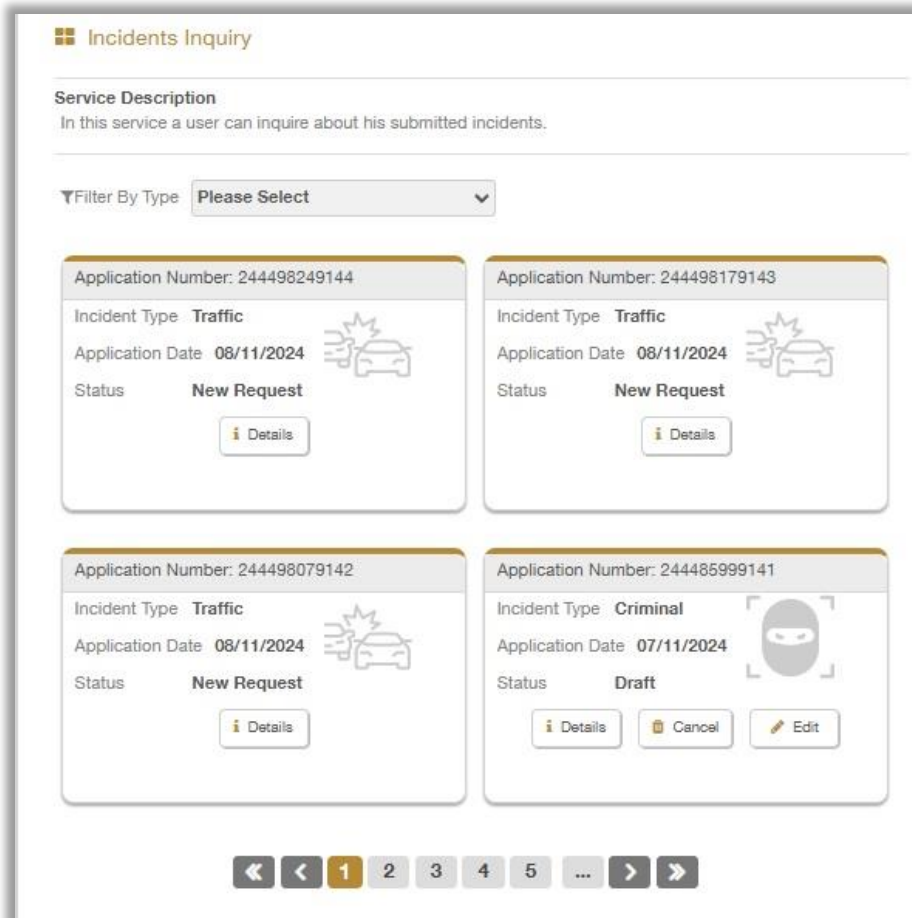 Incidents Inquiry
Service Description
In this service a user can inquire about his submitted incidents.
Filter By Type Please Select
Application Number: 244498249144
Incident Type Traffic
Application Date 08/11/2024
Status New Request
Details
Application Number: 244498179143
Incident Type Traffic
Application Date 08/11/2024
Status New Request
Details
Application Number: 244498079142
Incident Type Traffic
Application Date 08/11/2024
Status New Request
Details
Application Number: 244485999141
Incident Type Criminal
Application Date 07/11/2024
Status Draft
Details Cancel Edit
« ‹ 1 2 3 4 5 ... › »